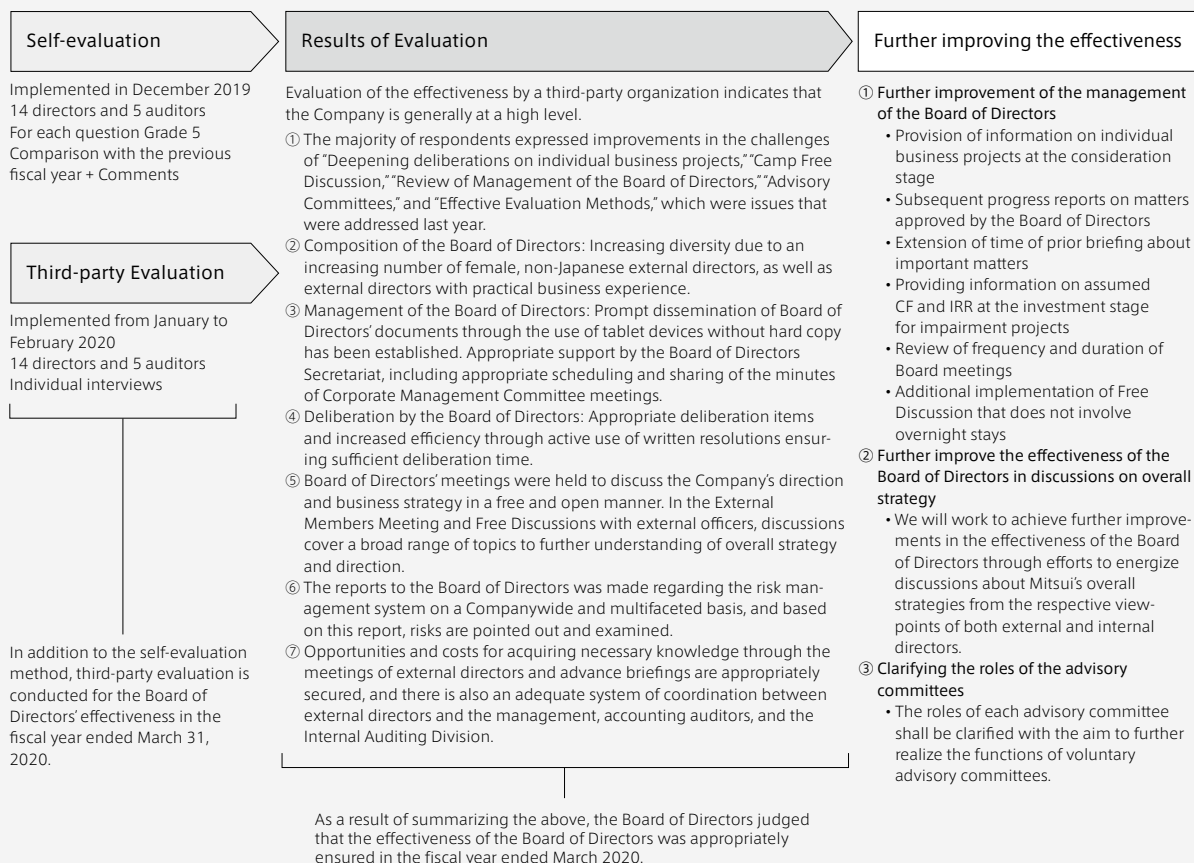 Self-evaluation
Implemented in December 2019
14 directors and 5 auditors
For each question Grade 5
Comparison with the previous
fiscal year + Comments
Third-party Evaluation
Implemented from January to
February 2020
14 directors and 5 auditors
Individual interviews
In addition to the self-evaluation
method, third-party evaluation is
conducted for the Board of
Directors' effectiveness in the
fiscal year ended March 31,
2020.
Results of Evaluation
Evaluation of the effectiveness by a third-party organization indicates that
the Company is generally at a high level.
① The majority of respondents expressed improvements in the challenges
of "Deepening deliberations on individual business projects," "Camp Free
Discussion," "Review of Management of the Board of Directors," "Advisory
Committees," and "Effective Evaluation Methods," which were issues that
were addressed last year.
② Composition of the Board of Directors: Increasing diversity due to an
increasing number of female, non-Japanese external directors, as well as
external directors with practical business experience.
③ Management of the Board of Directors: Prompt dissemination of Board of
Directors' documents through the use of tablet devices without hard copy
has been established. Appropriate support by the Board of Directors
Secretariat, including appropriate scheduling and sharing of the minutes
of Corporate Management Committee meetings.
④ Deliberation by the Board of Directors: Appropriate deliberation items
and increased efficiency through active use of written resolutions ensur-
ing sufficient deliberation time.
⑤ Board of Directors' meetings were held to discuss the Company's direction
and business strategy in a free and open manner. In the External
Members Meeting and Free Discussions with external officers, discussions
cover a broad range of topics to further understanding of overall strategy
and direction.
⑥ The reports to the Board of Directors was made regarding the risk man-
agement system on a Companywide and multifaceted basis, and based
on this report, risks are pointed out and examined.
⑦ Opportunities and costs for acquiring necessary knowledge through the
meetings of external directors and advance briefings are appropriately
secured, and there is also an adequate system of coordination between
external directors and the management, accounting auditors, and the
Internal Auditing Division.
As a result of summarizing the above, the Board of Directors judged
that the effectiveness of the Board of Directors was appropriately
ensured in the fiscal year ended March 2020.
Further improving the effectiveness
① Further improvement of the management
of the Board of Directors
• Provision of information on individual
business projects at the consideration
stage
• Subsequent progress reports on matters
approved by the Board of Directors
• Extension of time of prior briefing about
important matters
• Providing information on assumed
CF and IRR at the investment stage
for impairment projects
• Review of frequency and duration of
Board meetings
• Additional implementation of Free
Discussion that does not involve
overnight stays
② Further improve the effectiveness of the
Board of Directors in discussions on overall
strategy
• We will work to achieve further improve-
ments in the effectiveness of the Board
of Directors through efforts to energize
discussions about Mitsui's overall
strategies from the respective view-
points of both external and internal
directors.
③ Clarifying the roles of the advisory
committees
• The roles of each advisory committee
shall be clarified with the aim to further
realize the functions of voluntary
advisory committees.